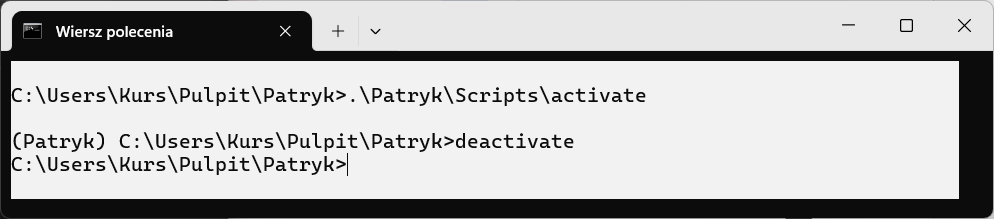 Wiersz polecenia
C:\Users\Kurs\Pulpit\Patryk>.\Patryk\Scripts\activate
(Patryk) C:\Users\Kurs\Pulpit\Patryk>deactivate
C:\Users\Kurs\Pulpit\Patryk>